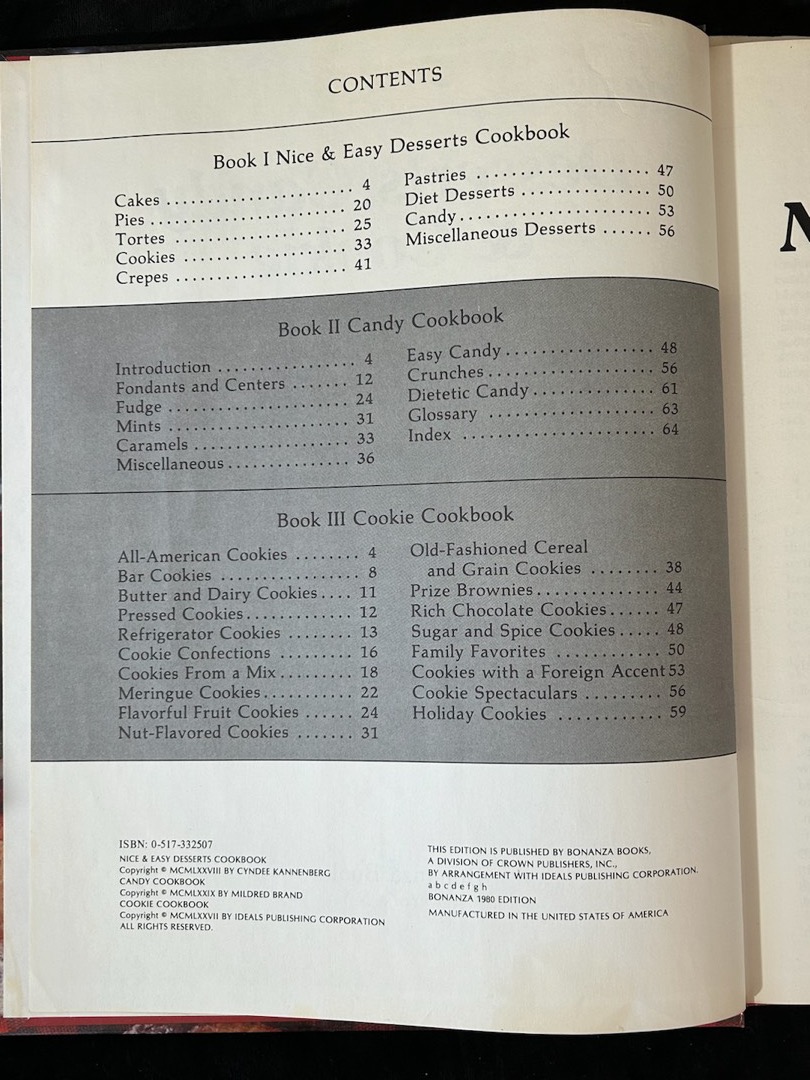 CONTENTS
Book I Nice & Easy Desserts Cookbook
Cakes ....................... 4
Pies ....................... 20
Tortes .................... 25
Cookies ................... 33
Crepes .................... 41
Pastries .................... 47
Diet Desserts ............... 50
Candy....................... 53
Miscellaneous Desserts ...... 56
Book II Candy Cookbook
Introduction ................. 4
Fondants and Centers ....... 12
Fudge ...................... 24
Mints ...................... 31
Caramels ................... 33
Miscellaneous............... 36
Easy Candy................. 48
Crunches................... 56
Dietetic Candy.............. 61
Glossary ................... 63
Index ...................... 64
Book III Cookie Cookbook
All-American Cookies ........ 4
Bar Cookies ................. 8
Butter and Dairy Cookies.... 11
Pressed Cookies............. 12
Refrigerator Cookies ........ 13
Cookie Confections ......... 16
Cookies From a Mix......... 18
Meringue Cookies........... 22
Flavorful Fruit Cookies ...... 24
Nut-Flavored Cookies ....... 31
Old-Fashioned Cereal
and Grain Cookies ........ 38
Prize Brownies.............. 44
Rich Chocolate Cookies...... 47
Sugar and Spice Cookies..... 48
Family Favorites ............ 50
Cookies with a Foreign Accent 53
Cookie Spectaculars ......... 56
Holiday Cookies ............ 59
ISBN: 0-517-332507
NICE & EASY DESSERTS COOKBOOK
Copyright © MCMLXXVIII BY CYNDEE KANNENBERG
CANDY COOKBOOK
Copyright © MCMLXXIX BY MILDRED BRAND
COOKIE COOKBOOK
Copyright © MCMLXXVII BY IDEALS PUBLISHING CORPORATION
ALL RIGHTS RESERVED.
THIS EDITION IS PUBLISHED BY BONANZA BOOKS,
A DIVISION OF CROWN PUBLISHERS, INC.,
BY ARRANGEMENT WITH IDEALS PUBLISHING CORPORATION.
a b c d e f g h
BONANZA 1980 EDITION
MANUFACTURED IN THE UNITED STATES OF AMERICA